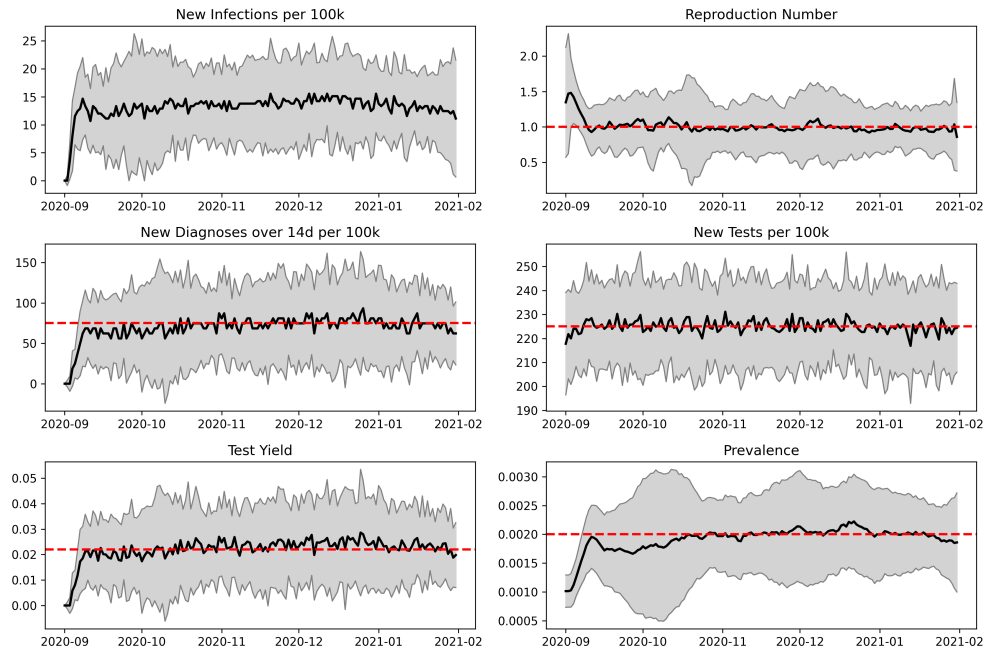 New Infections per 100k
25
20
15
10
5
0
2020-09 2020-10 2020-11 2020-12 2021-01 2021-02
Reproduction Number
2.0
1.5
1.0
0.5
2020-09 2020-10 2020-11 2020-12 2021-01 2021-02
New Diagnoses over 14d per 100k
150
100
50
0
2020-09 2020-10 2020-11 2020-12 2021-01 2021-02
New Tests per 100k
250
240
230
220
210
200
190
2020-09 2020-10 2020-11 2020-12 2021-01 2021-02
Test Yield
0.05
0.04
0.03
0.02
0.01
0.00
2020-09 2020-10 2020-11 2020-12 2021-01 2021-02
Prevalence
0.0030
0.0025
0.0020
0.0015
0.0010
0.0005
2020-09 2020-10 2020-11 2020-12 2021-01 2021-02